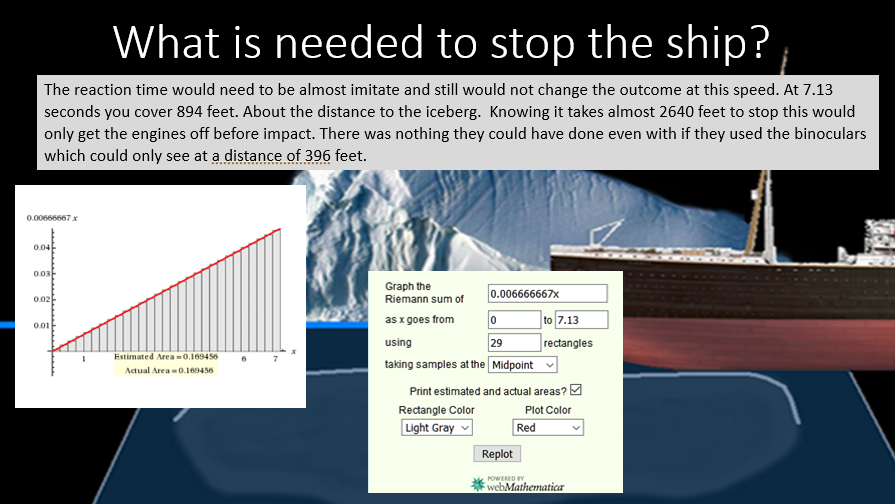 What is needed to stop the ship?
The reaction time would need to be almost imitate and still would not change the outcome at this speed. At 7.13
seconds you cover 894 feet. About the distance to the iceberg.  Knowing it takes almost 2640 feet to stop this would
only get the engines off before impact. There was nothing they could have done even with if they used the binoculars
which could only see at a distance of 396 feet.
0.00666667 x
0.04
0.03
0.02
0.01
1
6
7
x
Estimated Area = 0.169456
Actual Area = 0.169456
Graph the
Riemann sum of
0.006666667x
as x goes from 0 to 7.13
using 29 rectangles
taking samples at the Midpoint
Print estimated and actual areas?
Rectangle Color Plot Color
Light Gray Red
Replot
POWERED BY
webMathematica